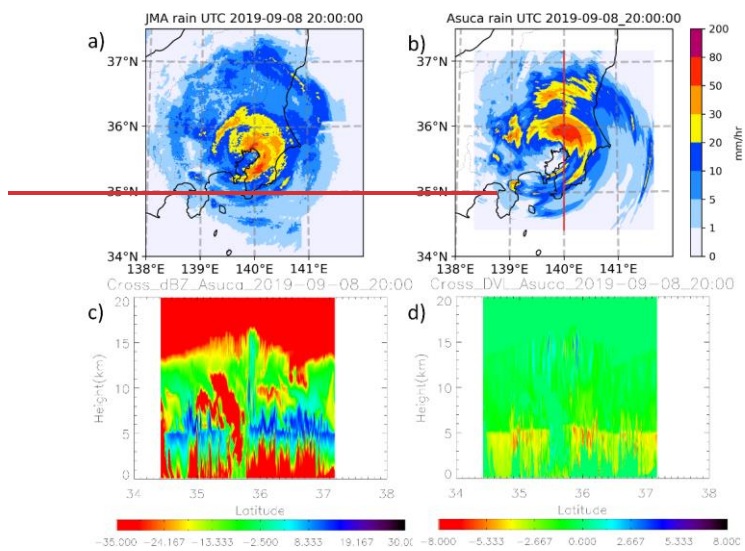 JMA rain UTC 2019-09-08 20:00:00
Asuca rain UTC 2019-09-08_20:00:00
a)
b)
37°N
36°N
35°N
34°N
138°E
139°E
140°E
141°E
37°N
36°N
35°N
34°N
138°E
139°E
140°E
141°E
200
80
50
30
20
10
5
1
0
mm/hr
Cross_dBZ_Asuca_2019-09-08_20:00
Cross_DVL_Asuca_2019-09-08_20:00
c)
d)
20
15
10
5
0
Height(km)
34
35
36
37
38
Latitude
20
15
10
5
0
Height(km)
34
35
36
37
38
Latitude
-35.000
-24.167
-13.333
-2.500
8.333
19.167
30.00
-8.000
-5.333
-2.667
0.000
2.667
5.333
8.000